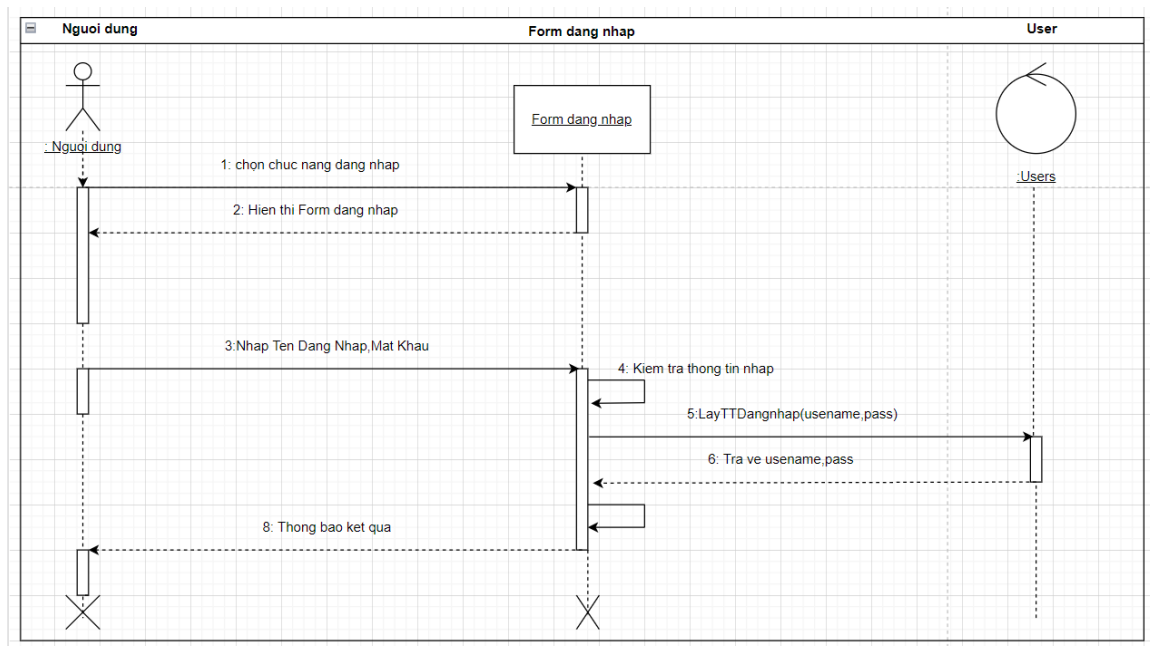 Nguoi dung
Form dang nhap
User
Form dang nhap
: Nguoi dung
:Users
1: chọn chuc nang dang nhap
2: Hien thi Form dang nhap
3:Nhap Ten Dang Nhap,Mat Khau
4: Kiem tra thong tin nhap
5:LayTTDangnhap(usename,pass)
6: Tra ve usename,pass
8: Thong bao ket qua